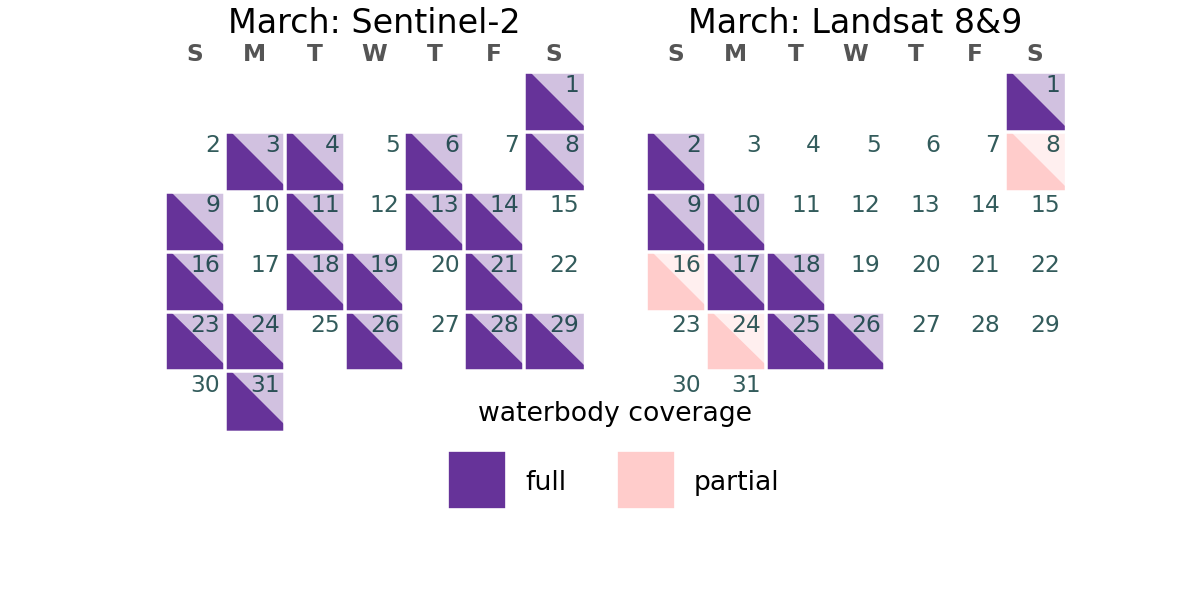 March: Sentinel-2
S M T W T F S
1
2 3 4 5 6 7 8
9 10 11 12 13 14 15
16 17 18 19 20 21 22
23 24 25 26 27 28 29
30 31
March: Landsat 8&9
S M T W T F S
1
2 3 4 5 6 7 8
9 10 11 12 13 14 15
16 17 18 19 20 21 22
23 24 25 26 27 28 29
30 31
waterbody coverage
full partial